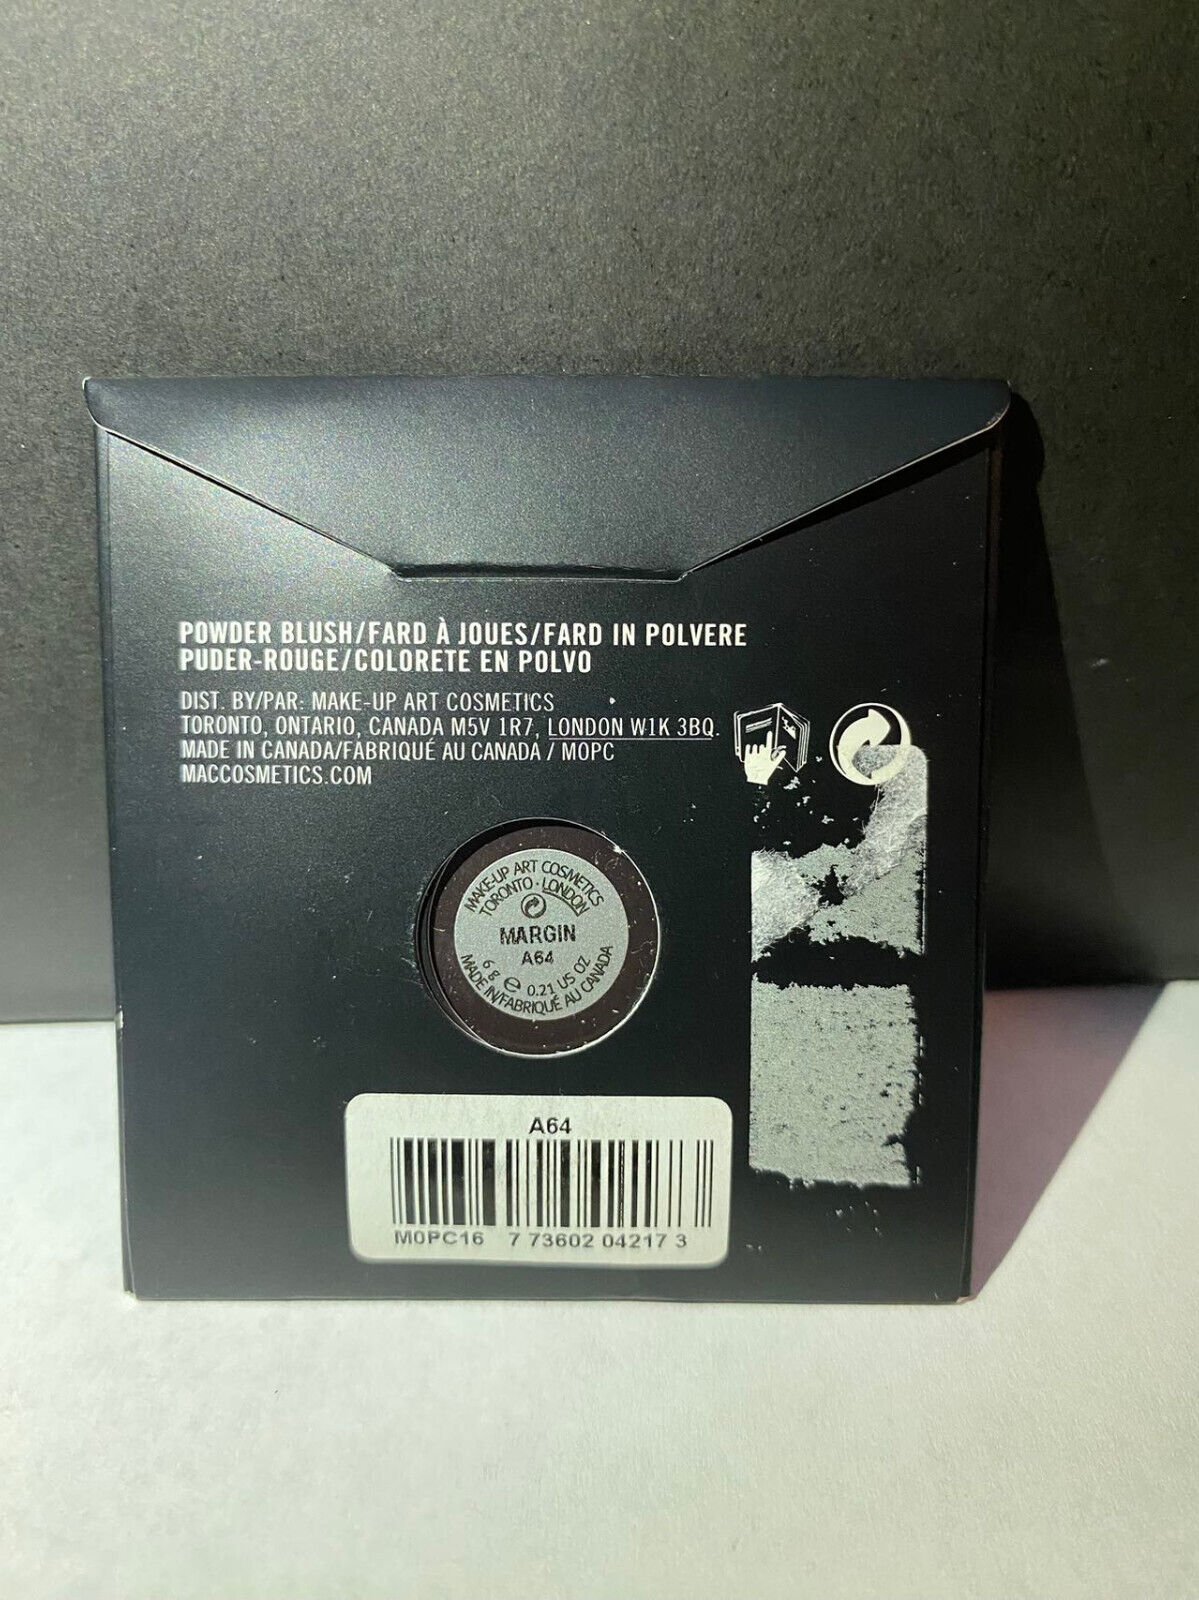 POWDER BLUSH/FARD À JOUES/FARD IN POLVERE
PUDER-ROUGE/COLORETE EN POLVO
DIST. BY/PAR: MAKE-UP ART COSMETICS
TORONTO, ONTARIO, CANADA M5V 1R7, LONDON W1K 3BQ.
MADE IN CANADA/FABRIQUÉ AU CANADA / MOPC
MACCOSMETICS.COM
MAKE-UP ART COSMETICS
TORONTO · LONDON
MARGIN
A64
6 g ℮ 0.21 US OZ
MADE IN/FABRIQUÉ AU CANADA
A64
M0PC16 7 73602 04217 3